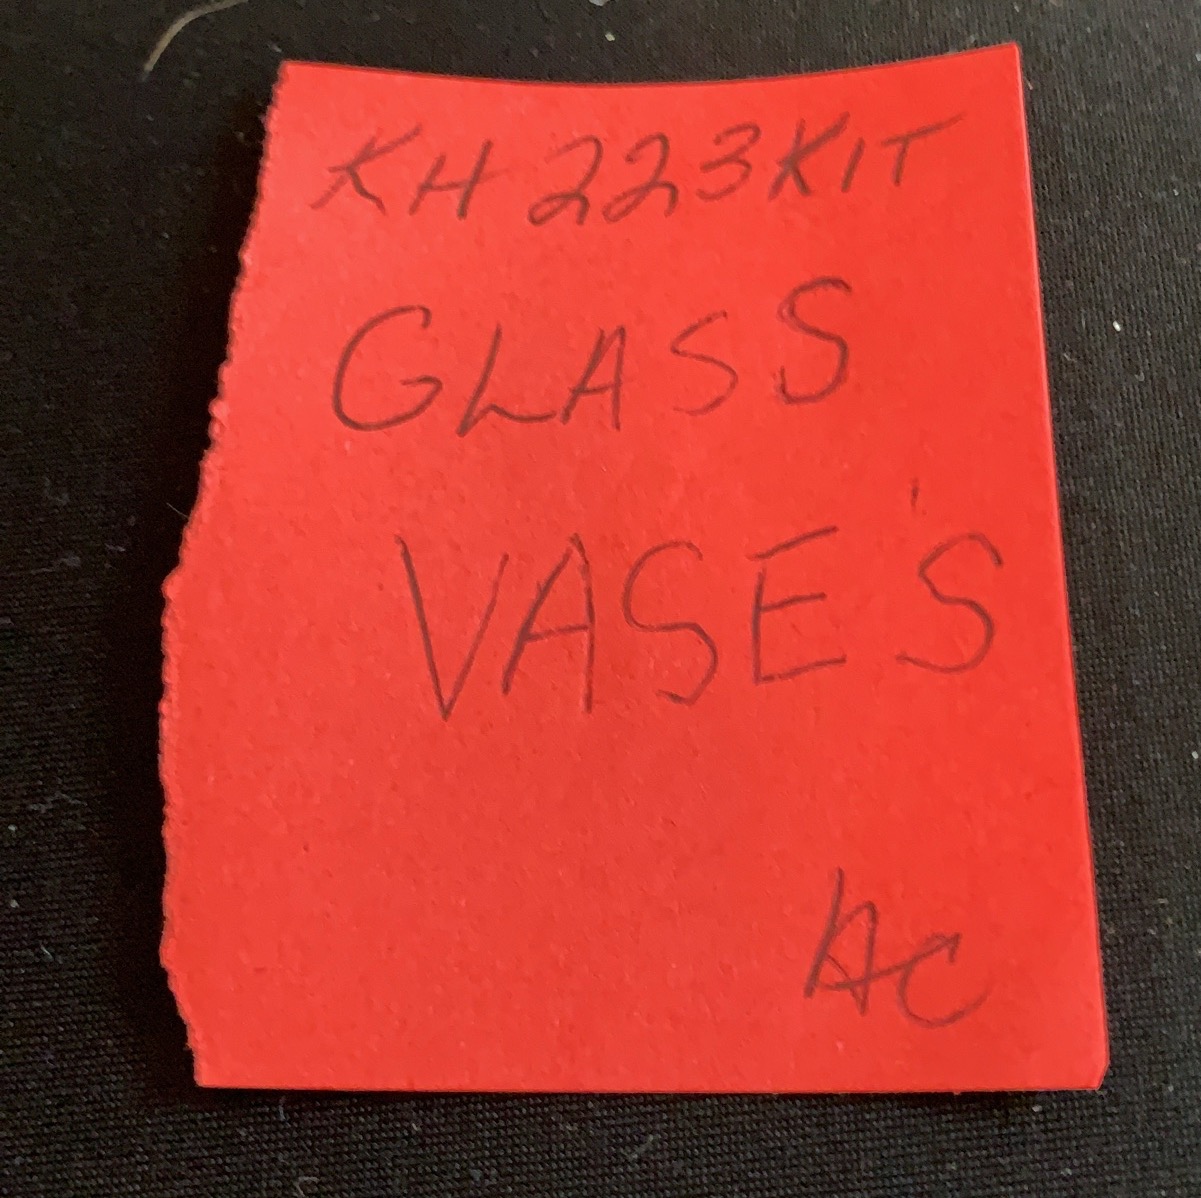 KH 223KIT
GLASS
VASE'S
AC